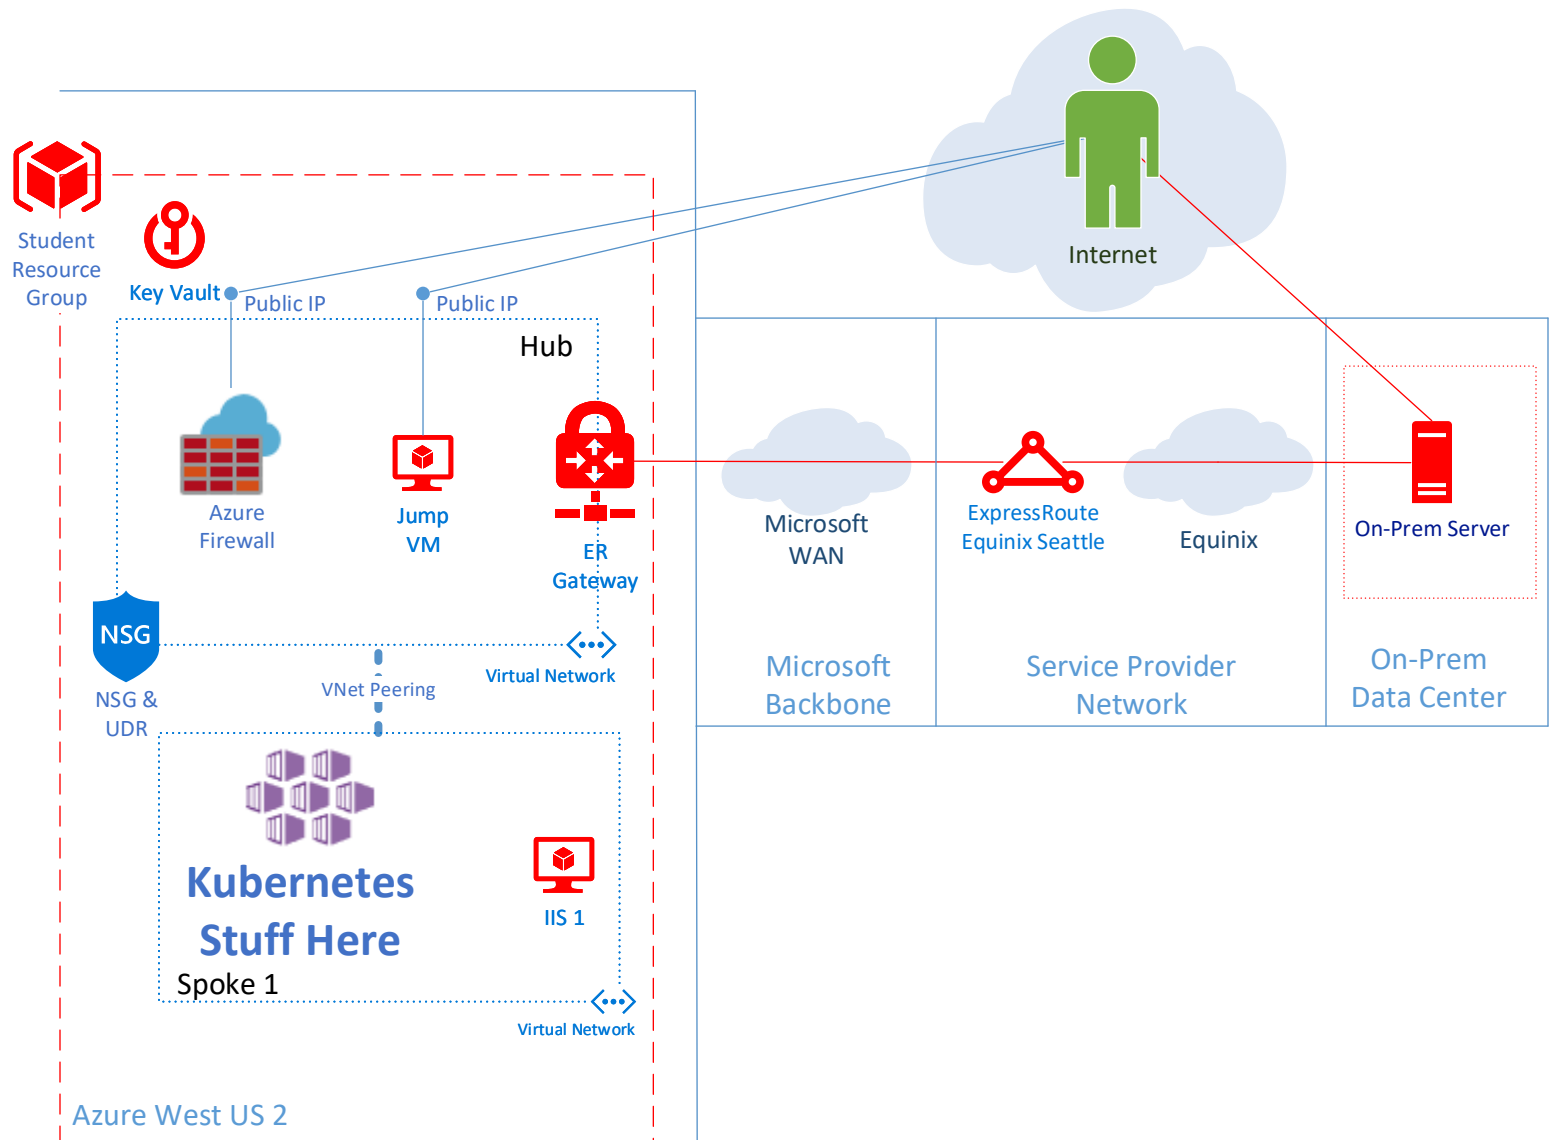 Internet
Student
Resource
Group
Key Vault
Public IP
Public IP
Hub
Azure
Firewall
Jump
VM
ER
Gateway
Microsoft
WAN
ExpressRoute
Equinix Seattle
Equinix
On-Prem Server
NSG
NSG &
UDR
Virtual Network
VNet Peering
Microsoft
Backbone
Service Provider
Network
On-Prem
Data Center
Kubernetes
Stuff Here
IIS 1
Spoke 1
Virtual Network
Azure West US 2